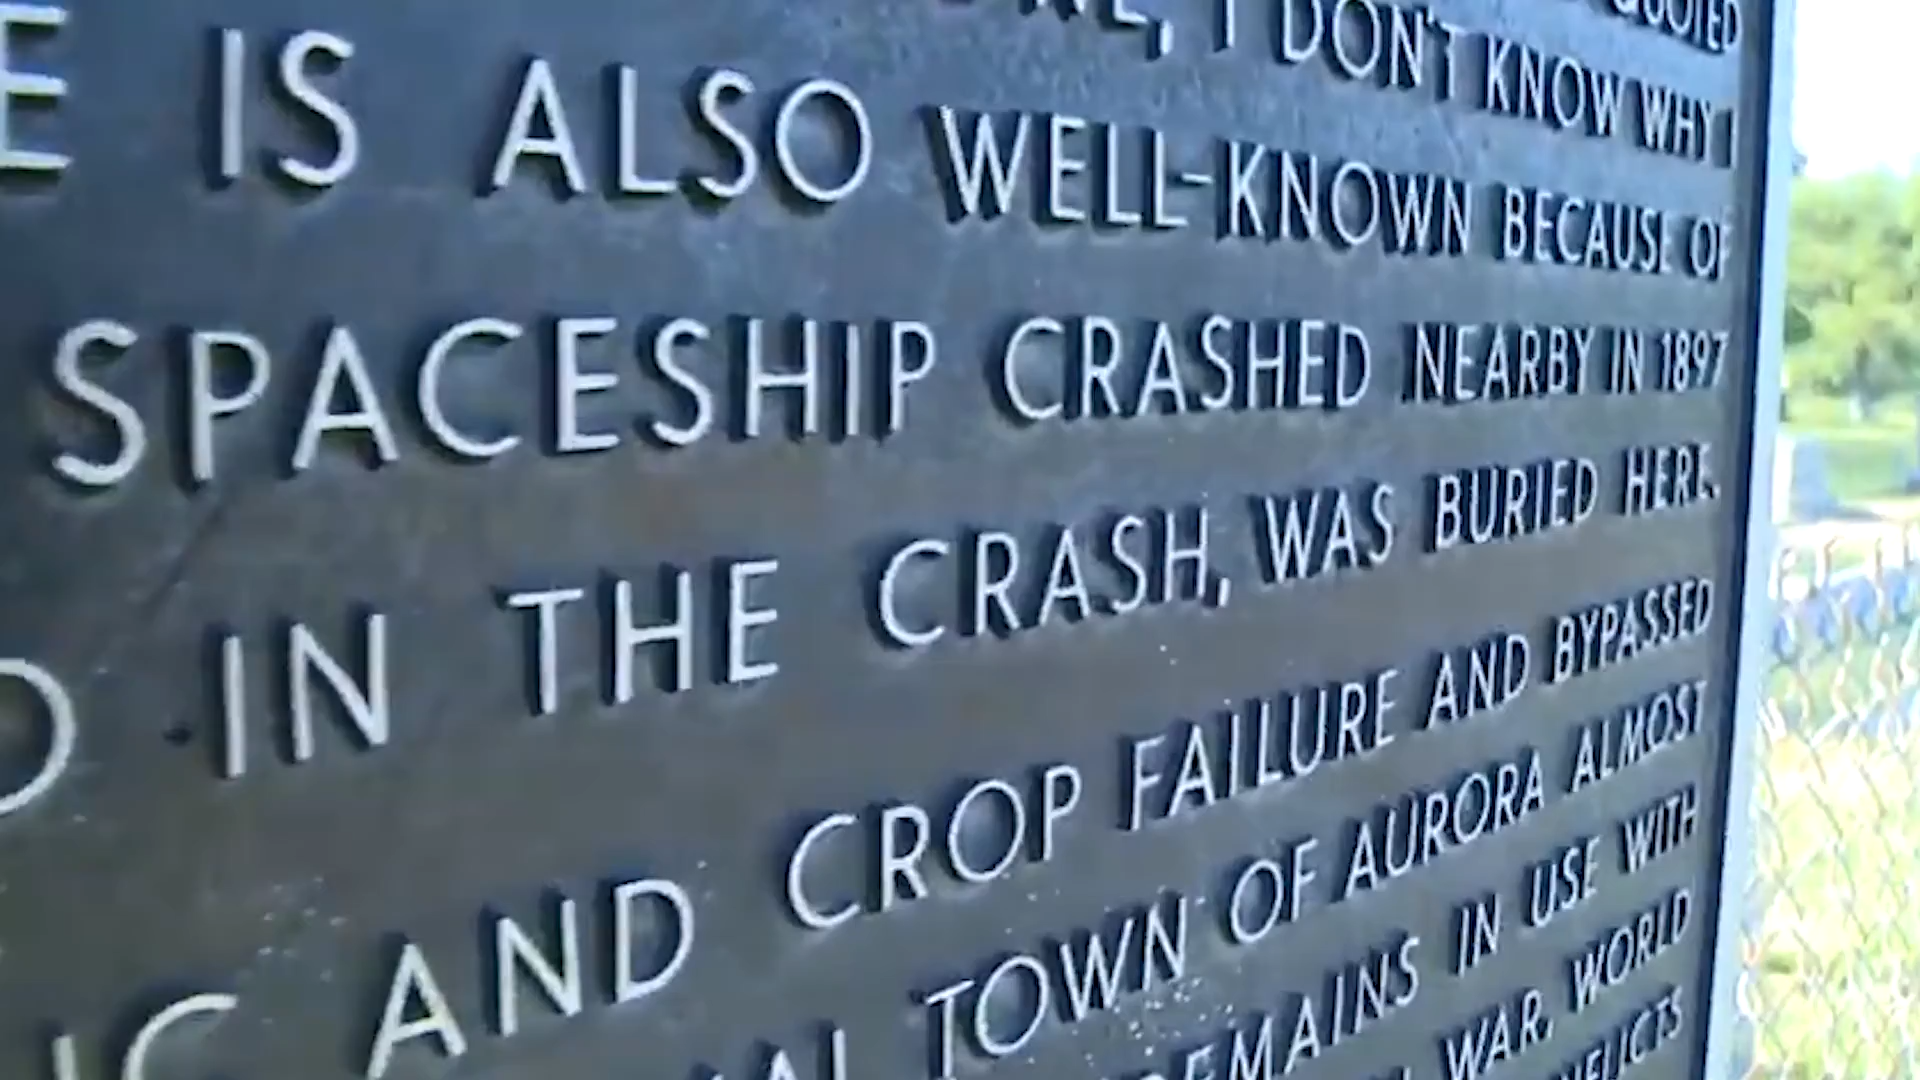 QUOTED
I DON'T KNOW WHY I
IS ALSO WELL-KNOWN BECAUSE OF
SPACESHIP CRASHED NEARBY IN 1897
IN THE CRASH, WAS BURIED HERE.
AND CROP FAILURE AND BYPASSED
TOWN OF AURORA ALMOST
REMAINS IN USE WITH
WAR, WORLD